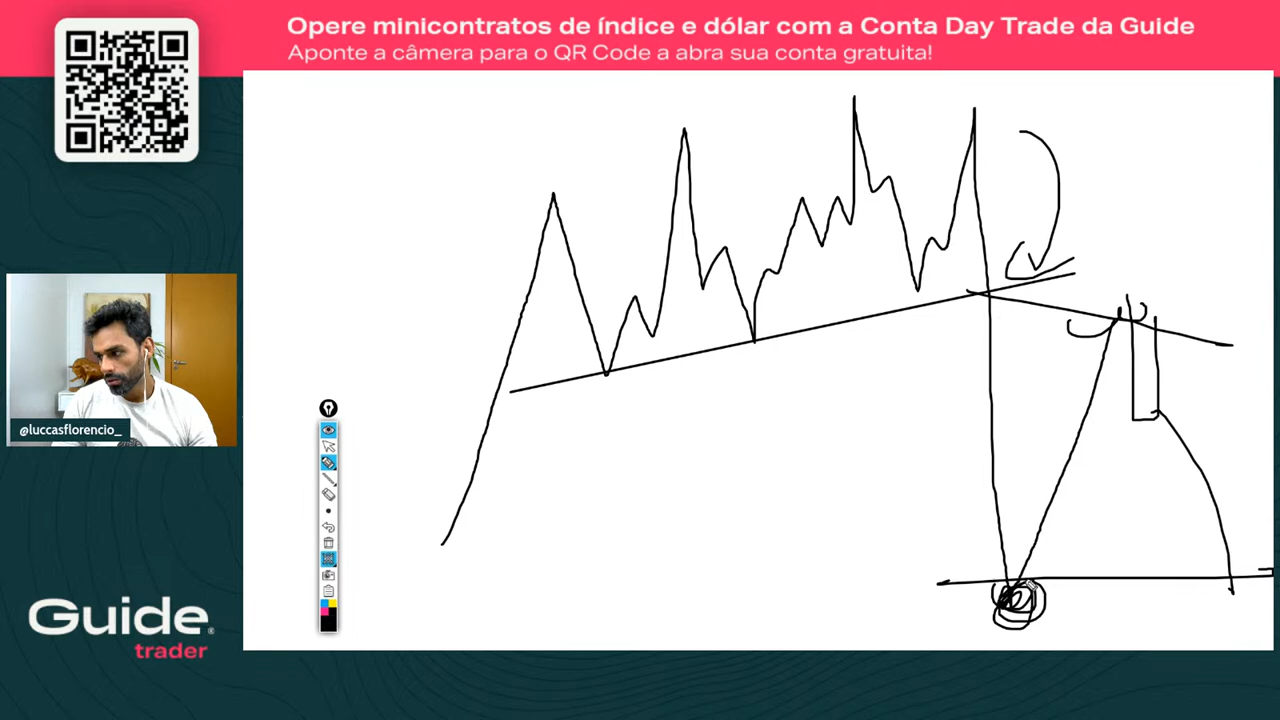 Opere minicontratos de índice e dólar com a Conta Day Trade da Guide
Aponte a câmera para o QR Code a abra sua conta gratuita!
@luccasflorencio_
Guide®
trader